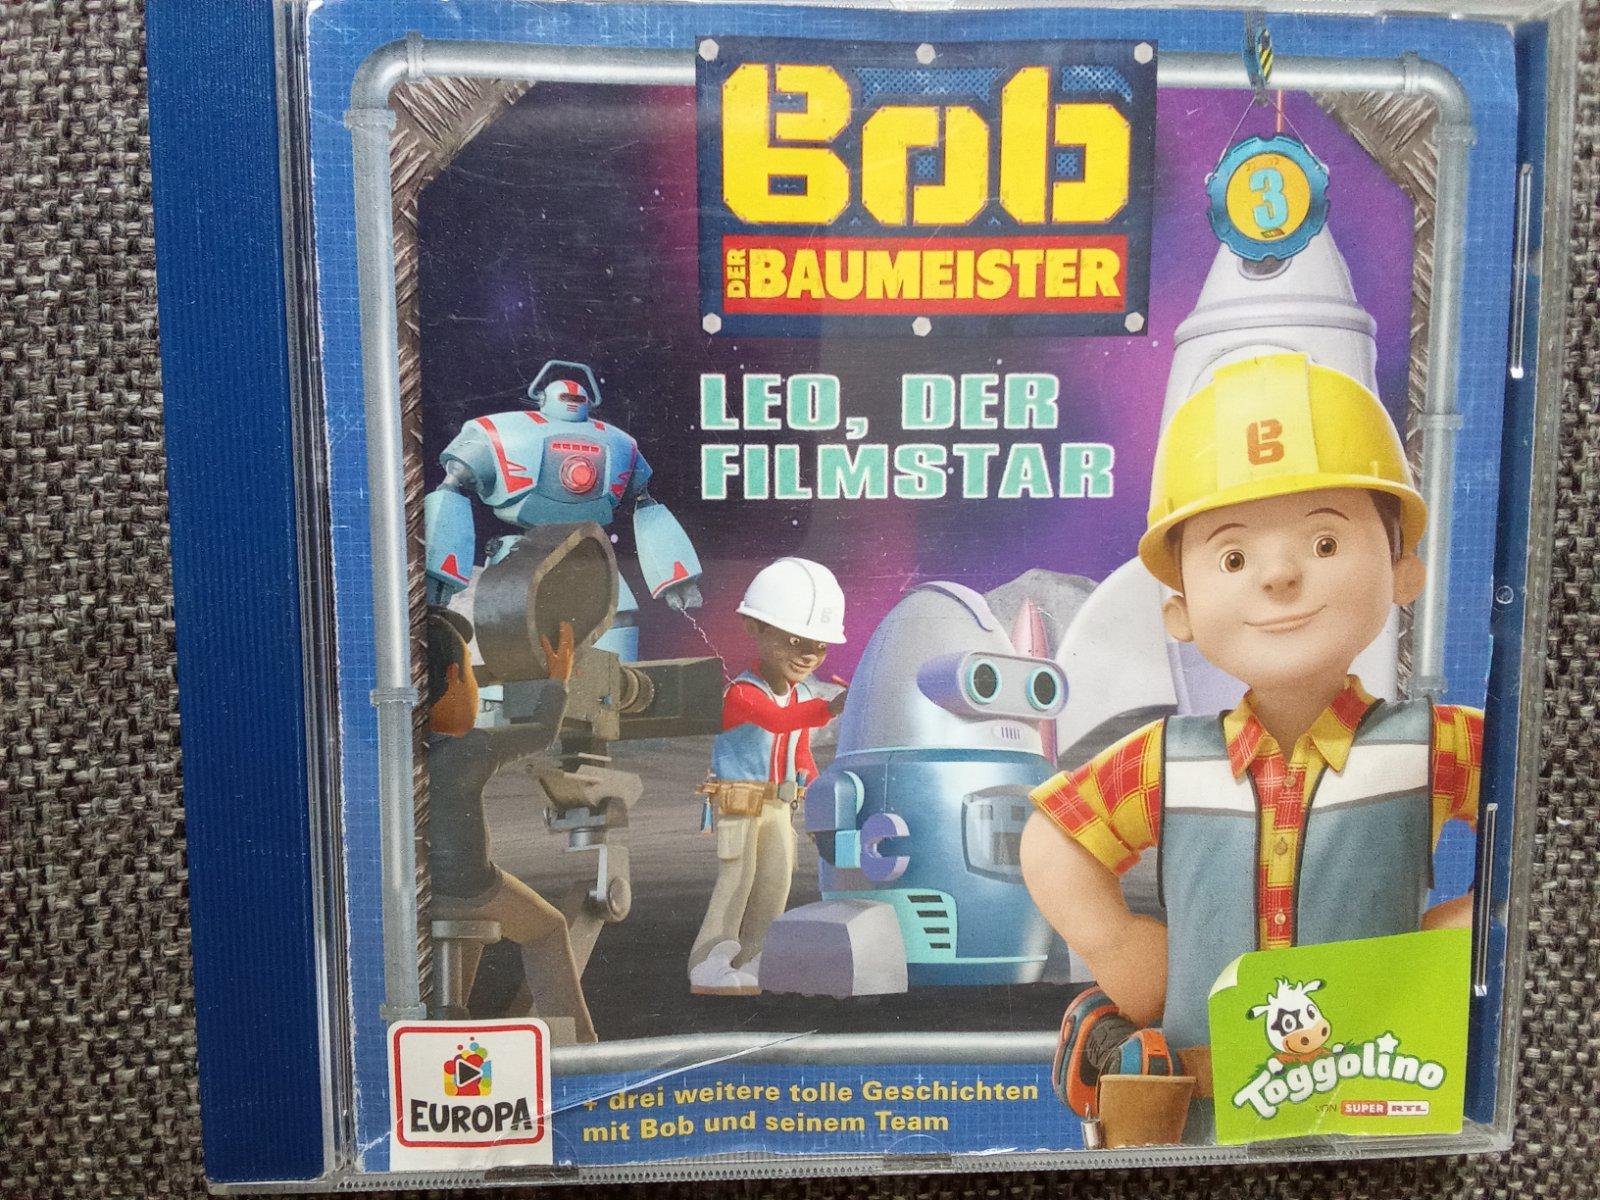 Bob
DER BAUMEISTER
3
LEO, DER
FILMSTAR
B
B
EUROPA
+ drei weitere tolle Geschichten
mit Bob und seinem Team
Toggolino
VON SUPER RTL